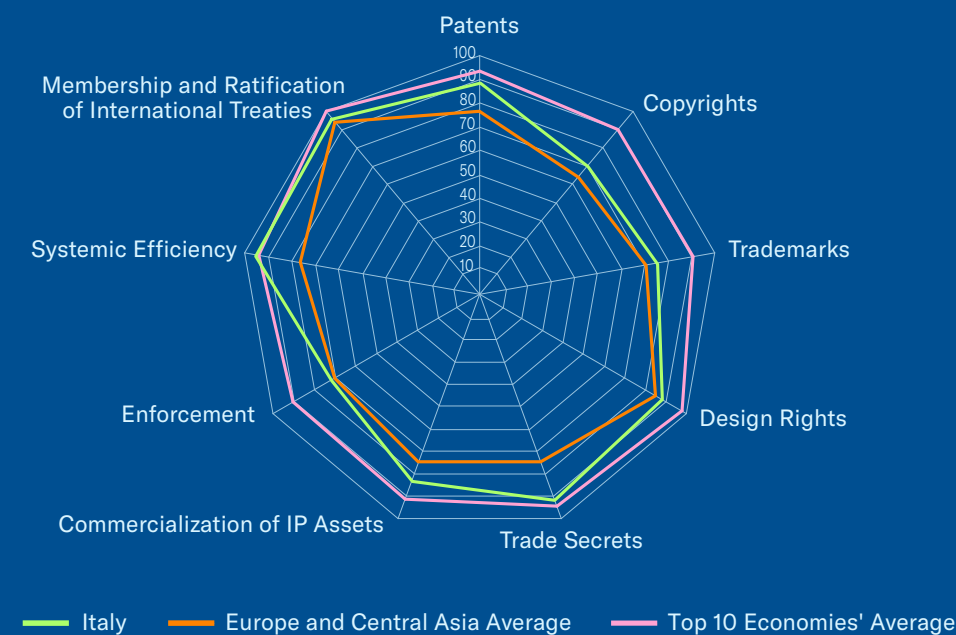 Patents
100
90
80
70
60
50
40
30
20
10
Membership and Ratification
of International Treaties
Copyrights
Systemic Efficiency
Trademarks
Enforcement
Design Rights
Commercialization of IP Assets
Trade Secrets
Italy
Europe and Central Asia Average
Top 10 Economies' Average